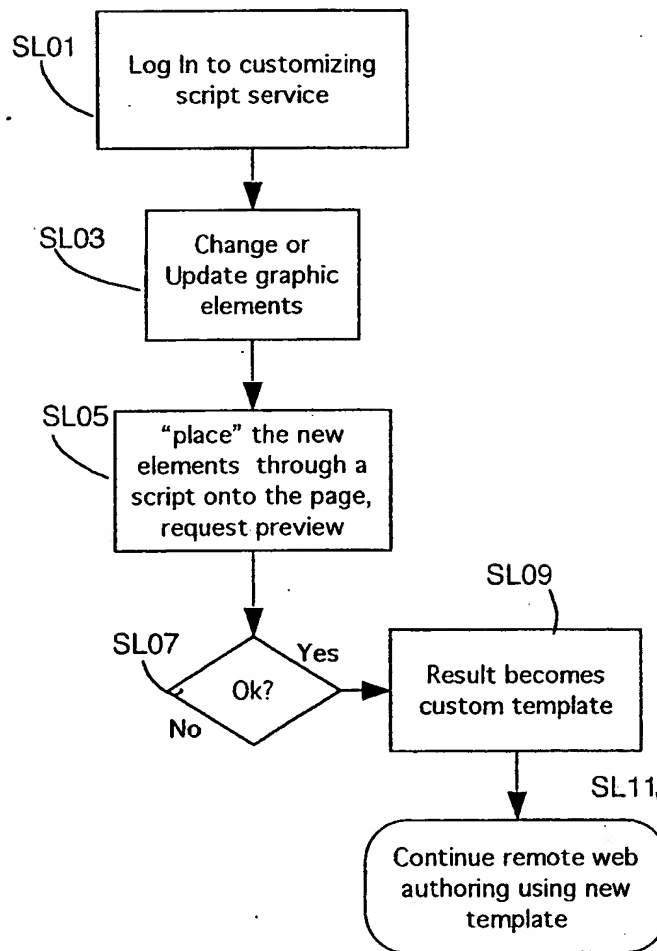 SL01
Log In to customizing
script service
SL03
Change or
Update graphic
elements
SL05
"place" the new
elements through a
script onto the page,
request preview
SL07
Ok?
Yes
No
SL09
Result becomes
custom template
SL11
Continue remote web
authoring using new
template